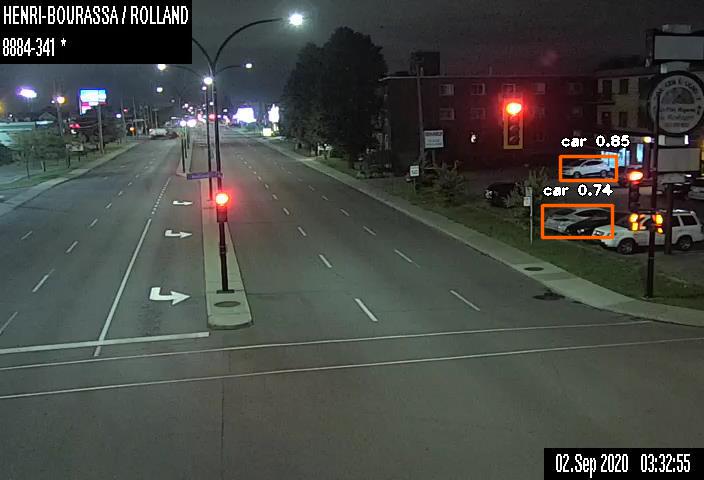 HENRI-BOURASSA / ROLLAND
8884-341 *
car 0.85
car 0.74
02.Sep 2020 03:32:55